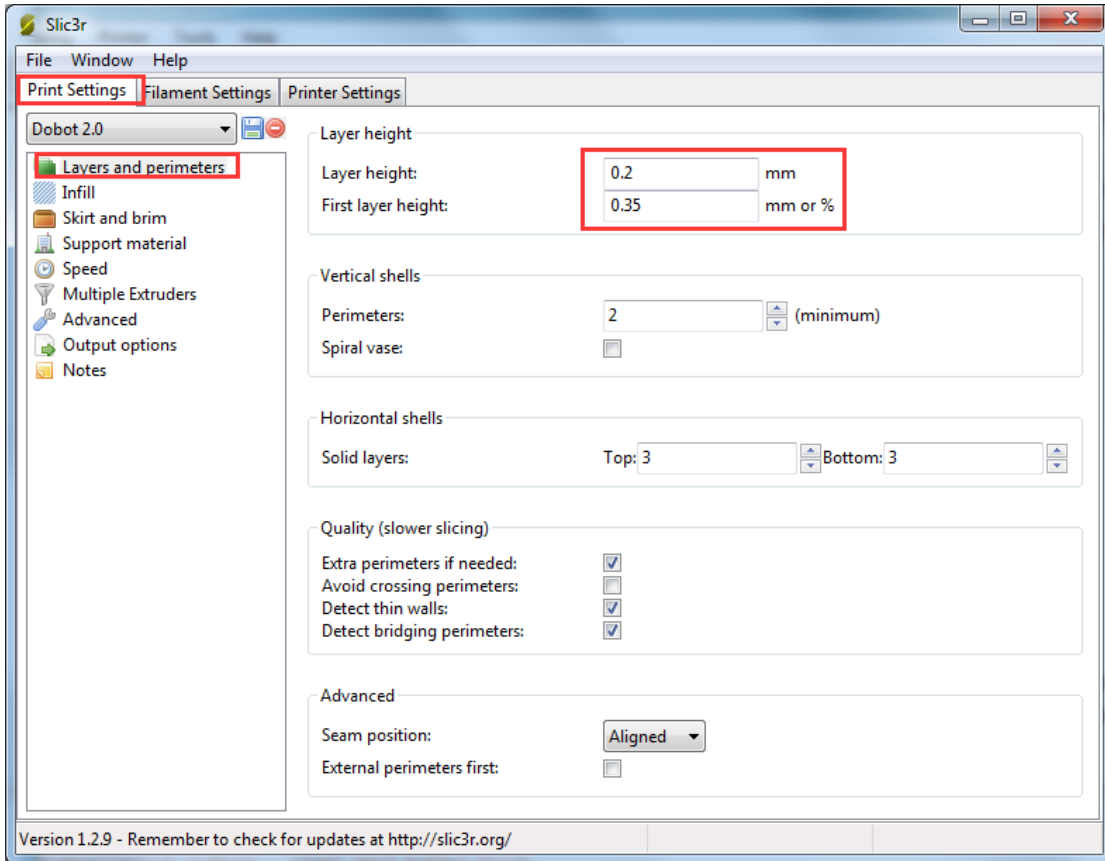 Slic3r
File Window Help
Print Settings Filament Settings Printer Settings
Dobot 2.0
Layers and perimeters
Infill
Skirt and brim
Support material
Speed
Multiple Extruders
Advanced
Output options
Notes
Layer height
Layer height: 0.2 mm
First layer height: 0.35 mm or %
Vertical shells
Perimeters: 2 (minimum)
Spiral vase:
Horizontal shells
Solid layers: Top: 3 Bottom: 3
Quality (slower slicing)
Extra perimeters if needed:
Avoid crossing perimeters:
Detect thin walls:
Detect bridging perimeters:
Advanced
Seam position: Aligned
External perimeters first:
Version 1.2.9 - Remember to check for updates at http://slic3r.org/